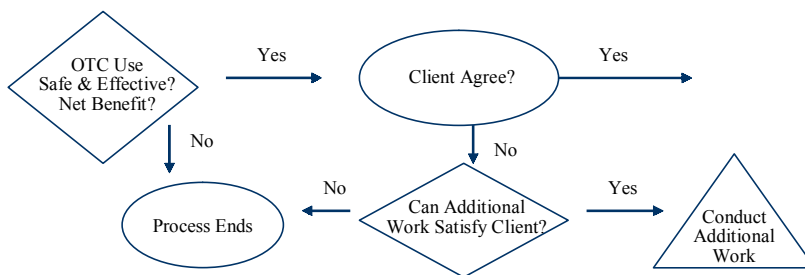 OTC Use
Safe & Effective?
Net Benefit?
Yes
Client Agree?
Yes
No
No
Process Ends
No
Can Additional
Work Satisfy Client?
Yes
Conduct
Additional
Work